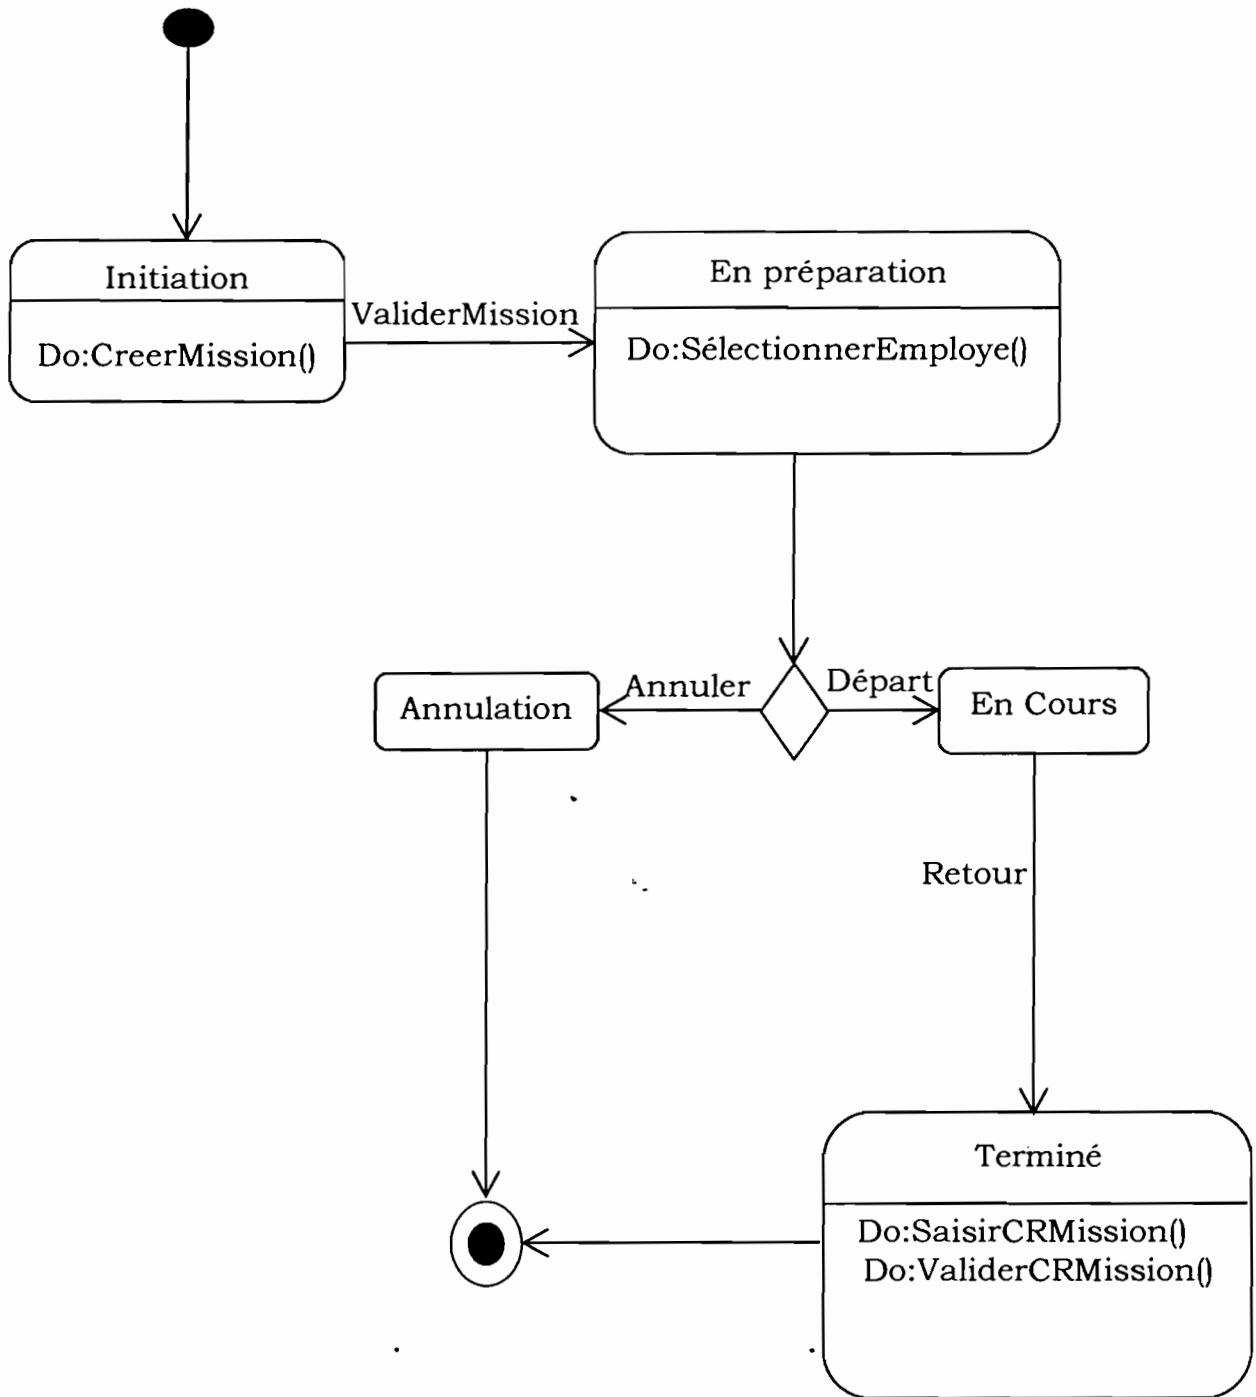 Initiation
Do:CreerMission()
ValiderMission
En préparation
Do:SélectionnerEmploye()
Annulation
Annuler
Départ
En Cours
Retour
Terminé
Do:SaisirCRMission()
Do:ValiderCRMission()